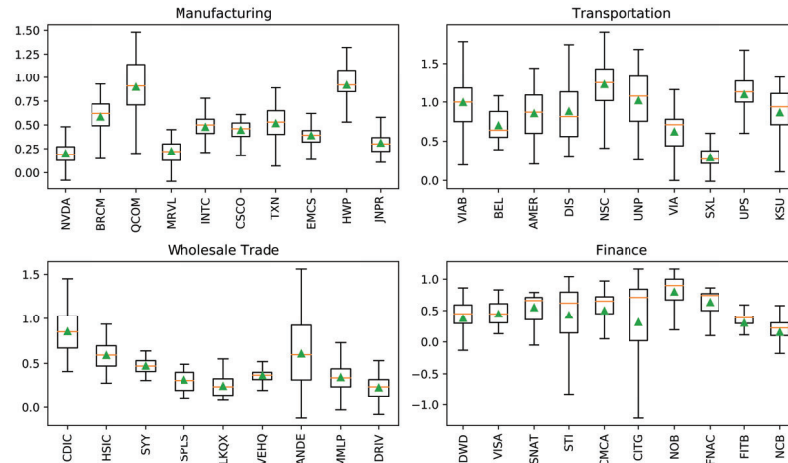 Manufacturing
1.50
1.25
1.00
0.75
0.50
0.25
0.00
NVDA
BRCM
QCOM
MRVL
INTC
CSCO
TXN
EMCS
HWP
JNPR
Transportation
1.5
1.0
0.5
0.0
VIAB
BEL
AMER
DIS
NSC
UNP
VIA
SXL
UPS
KSU
Wholesale Trade
1.5
1.0
0.5
0.0
CDIC
HSIC
SYY
SPLS
LKQX
VEHQ
ANDE
MMLP
DRIV
Finance
1.0
0.5
0.0
−0.5
−1.0
DWD
VISA
SNAT
STI
CMCA
CITG
NOB
FNAC
FITB
NCB